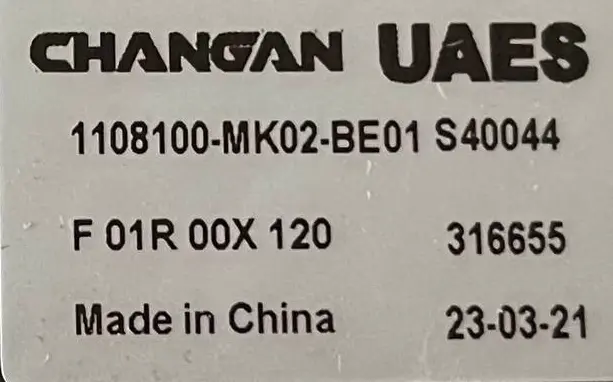 CHANGAN UAES
1108100-MK02-BE01 S40044
F 01R 00X 120 316655
Made in China 23-03-21